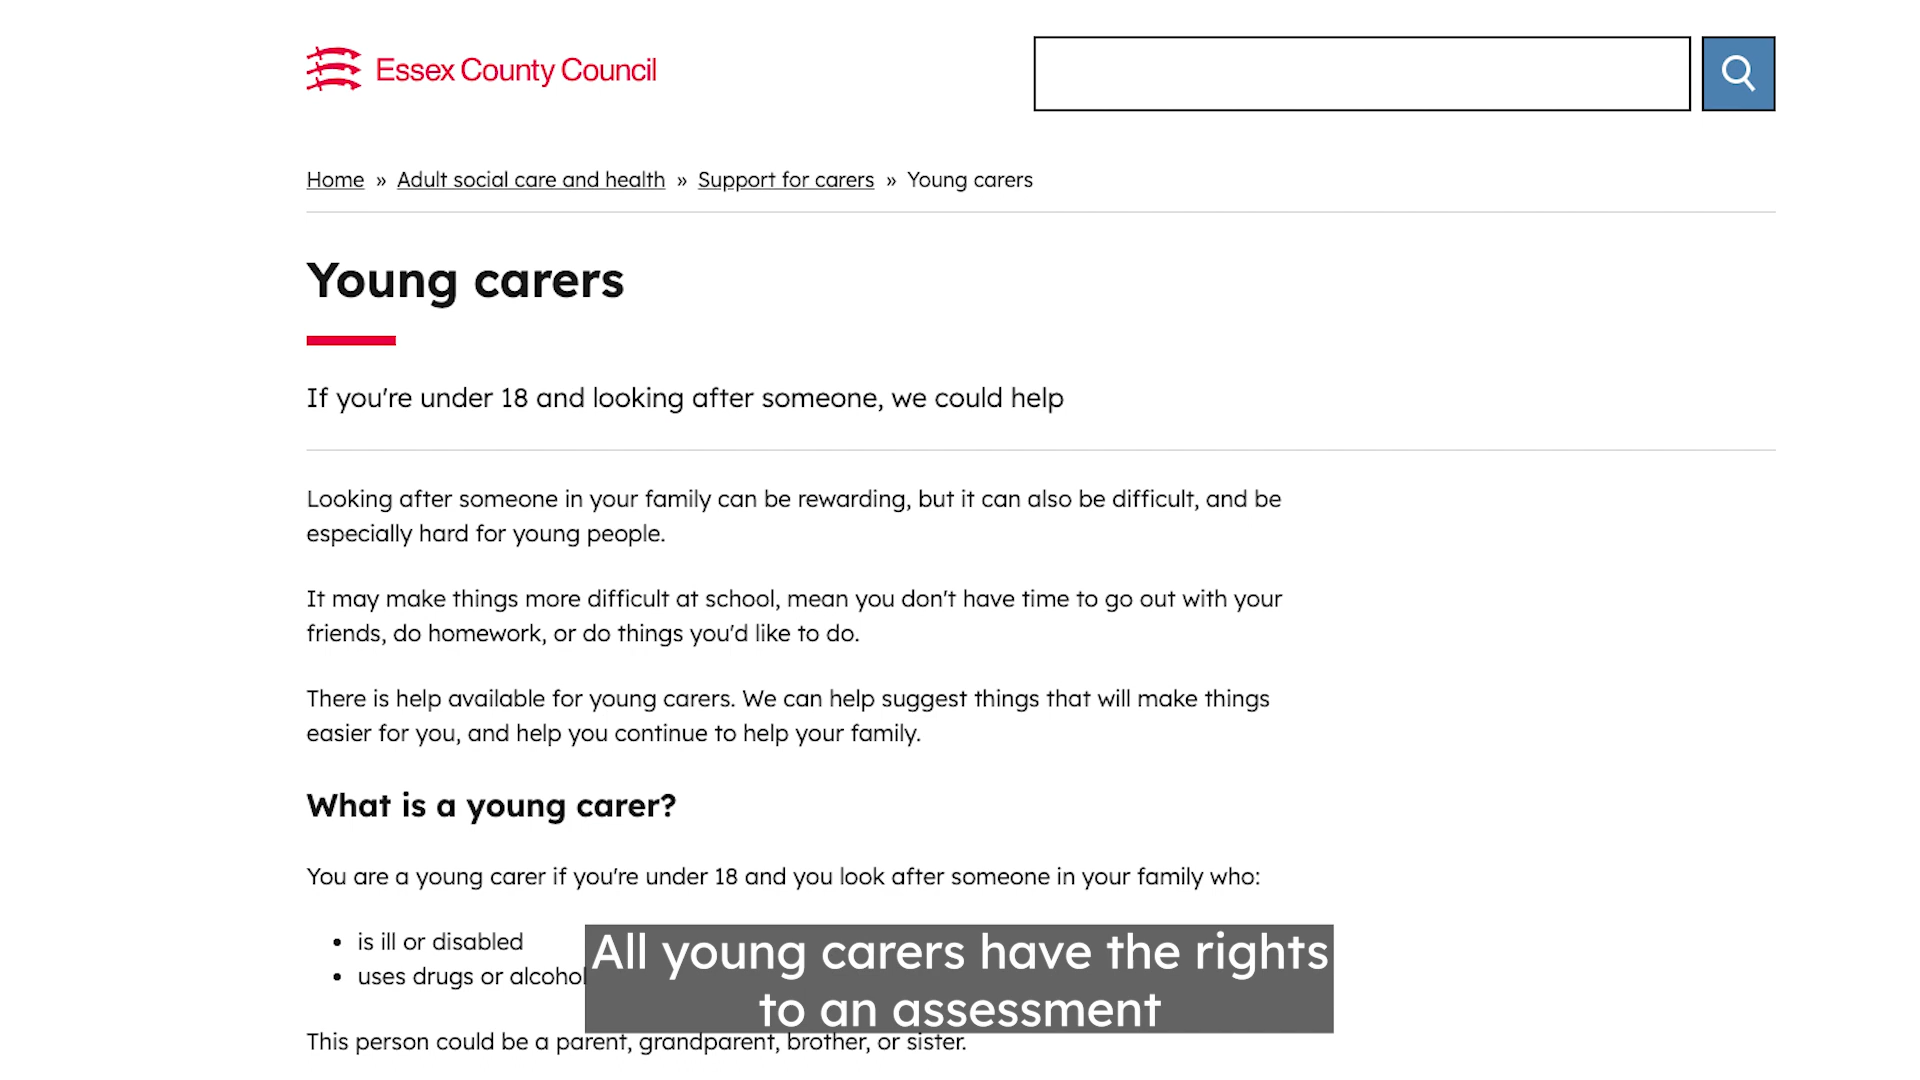 Essex County Council
Home » Adult social care and health » Support for carers » Young carers
Young carers
If you're under 18 and looking after someone, we could help
Looking after someone in your family can be rewarding, but it can also be difficult, and be
especially hard for young people.
It may make things more difficult at school, mean you don't have time to go out with your
friends, do homework, or do things you'd like to do.
There is help available for young carers. We can help suggest things that will make things
easier for you, and help you continue to help your family.
What is a young carer?
You are a young carer if you're under 18 and you look after someone in your family who:
• is ill or disabled
• uses drugs or alcohol
All young carers have the rights
to an assessment
This person could be a parent, grandparent, brother, or sister.